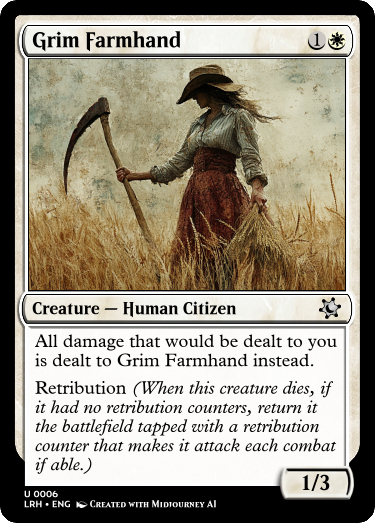 Grim Farmhand 1
Creature — Human Citizen
All damage that would be dealt to you
is dealt to Grim Farmhand instead.
Retribution (When this creature dies, if
it had no retribution counters, return it
the battlefield tapped with a retribution
counter that makes it attack each combat
if able.)
1/3
U 0006
LRH • ENG Created with Midjourney AI